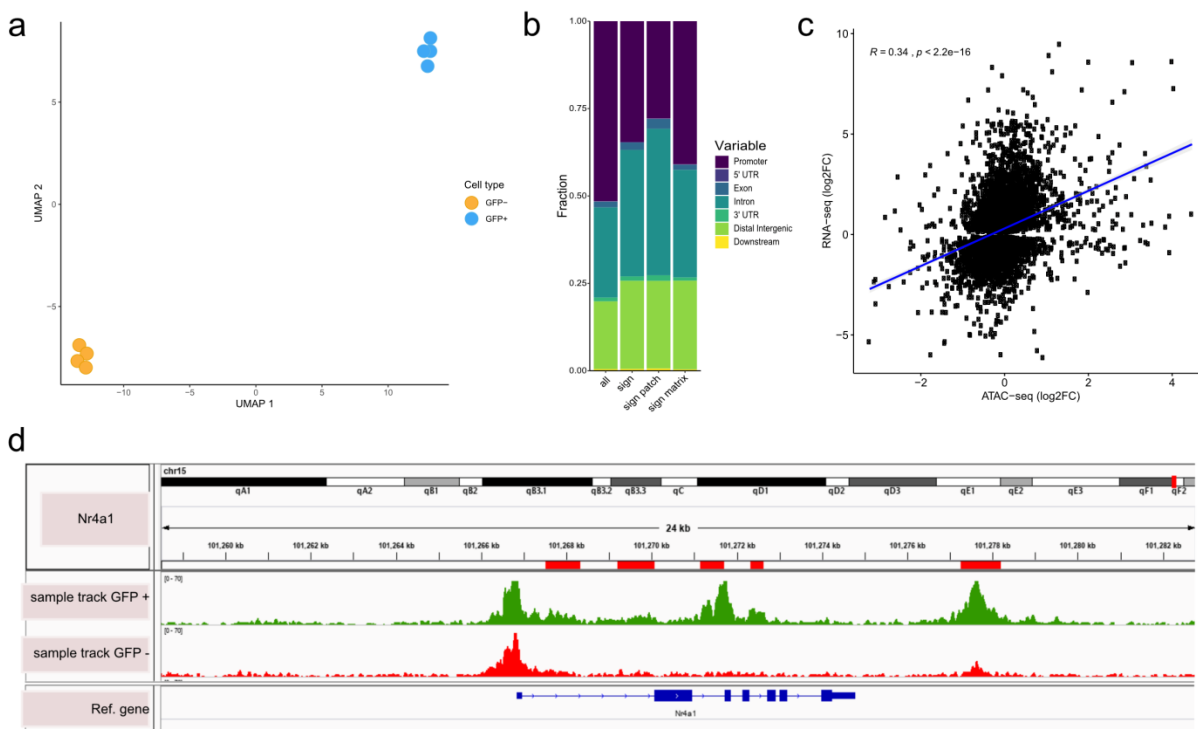 a
UMAP 2
5
0
−5
−10
−5
0
5
10
UMAP 1
Cell type
GFP−
GFP+
b
Fraction
1.00
0.75
0.50
0.25
0.00
all
sign
sign patch
sign matrix
Variable
Promoter
5' UTR
Exon
Intron
3' UTR
Distal Intergenic
Downstream
c
R = 0.34 , p < 2.2e−16
RNA−seq (log2FC)
10
5
0
−5
−2
0
2
4
ATAC−seq (log2FC)
d
Nr4a1
chr15
qA1 qA2 qB1 qB2 qB3.1 qB3.2 qB3.3 qC qD1 qD2 qD3 qE1 qE2 qE3 qF1 qF2
24 kb
101,260 kb 101,262 kb 101,264 kb 101,266 kb 101,268 kb 101,270 kb 101,272 kb 101,274 kb 101,276 kb 101,278 kb 101,280 kb 101,282 kb
sample track GFP +
[0 - 70]
sample track GFP -
[0 - 70]
Ref. gene
Nr4a1